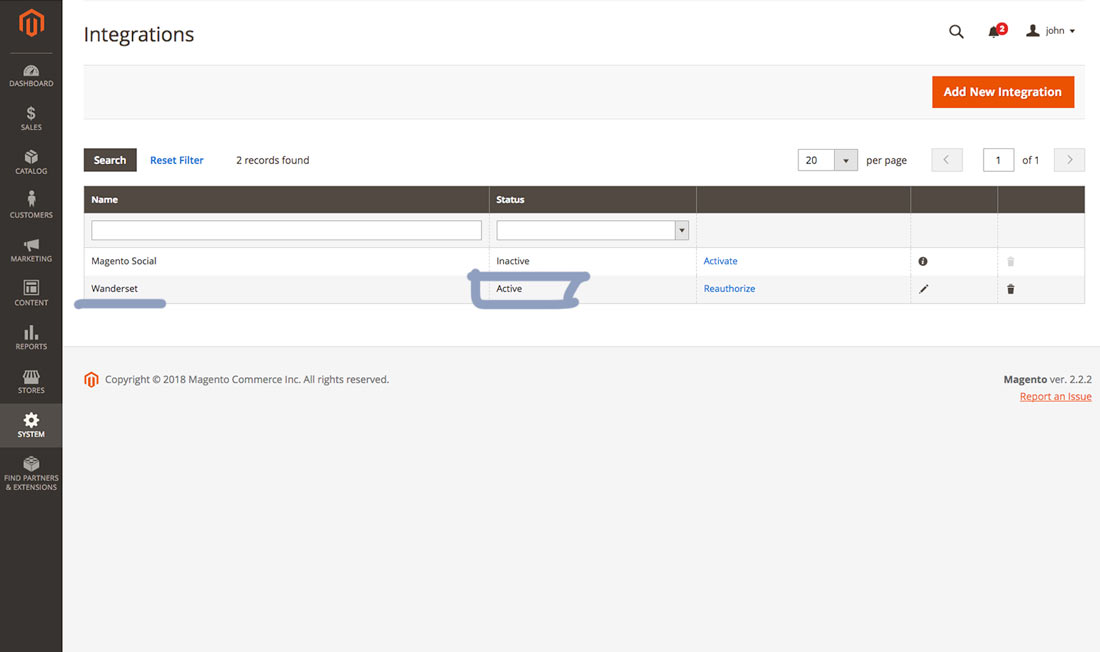 Integrations
2
john
Add New Integration
Search Reset Filter 2 records found 20 per page 1 of 1
Name Status
Magento Social Inactive Activate
Wanderset Active Reauthorize
DASHBOARD
SALES
CATALOG
CUSTOMERS
MARKETING
CONTENT
REPORTS
STORES
SYSTEM
FIND PARTNERS
& EXTENSIONS
Copyright © 2018 Magento Commerce Inc. All rights reserved.
Magento ver. 2.2.2
Report an Issue